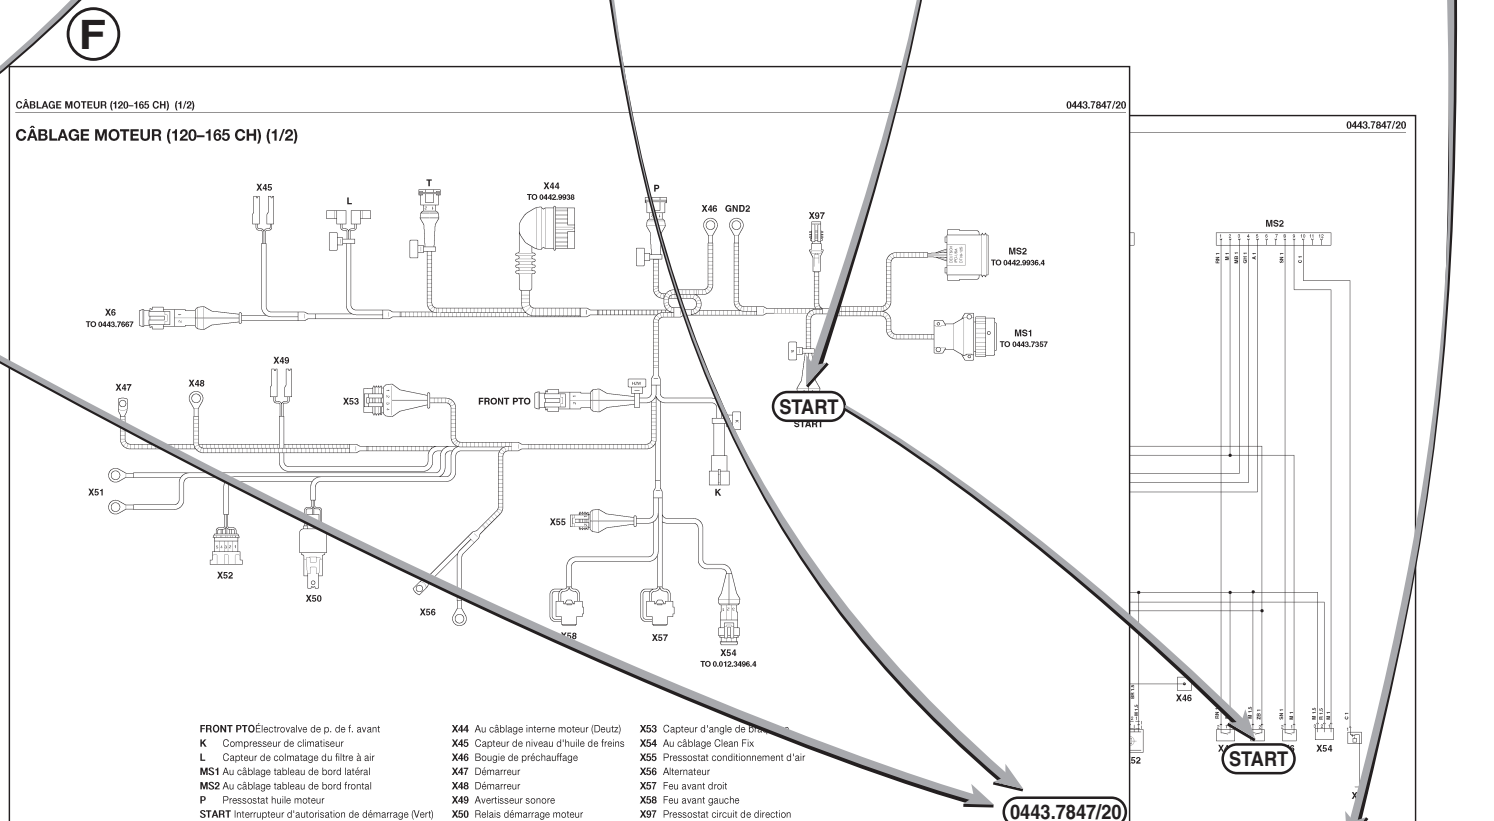 F
CÂBLAGE MOTEUR (120–165 CH) (1/2)
0443.7847/20
CÂBLAGE MOTEUR (120–165 CH) (1/2)
0443.7847/20
X45
L
T
X44
TO 0442.9938
P
X46
GND2
X97
MS2
TO 0442.9936.4
MS2
X6
TO 0443.7667
MS1
TO 0443.7357
X47
X48
X49
X53
FRONT PTO
START
START
K
X51
X52
X50
X55
X56
X58
X57
X54
TO 0.012.3496.4
X46
X54
52
START
FRONT PTO Électrovalve de p. de f. avant
K Compresseur de climatiseur
L Capteur de colmatage du filtre à air
MS1 Au câblage tableau de bord latéral
MS2 Au câblage tableau de bord frontal
P Pressostat huile moteur
START Interrupteur d'autorisation de démarrage (Vert)
X44 Au câblage interne moteur (Deutz)
X45 Capteur de niveau d'huile de freins
X46 Bougie de préchauffage
X47 Démarreur
X48 Démarreur
X49 Avertisseur sonore
X50 Relais démarrage moteur
X53 Capteur d'angle de
X54 Au câblage Clean Fix
X55 Pressostat conditionnement d'air
X56 Alternateur
X57 Feu avant droit
X58 Feu avant gauche
X97 Pressostat circuit de direction
0443.7847/20